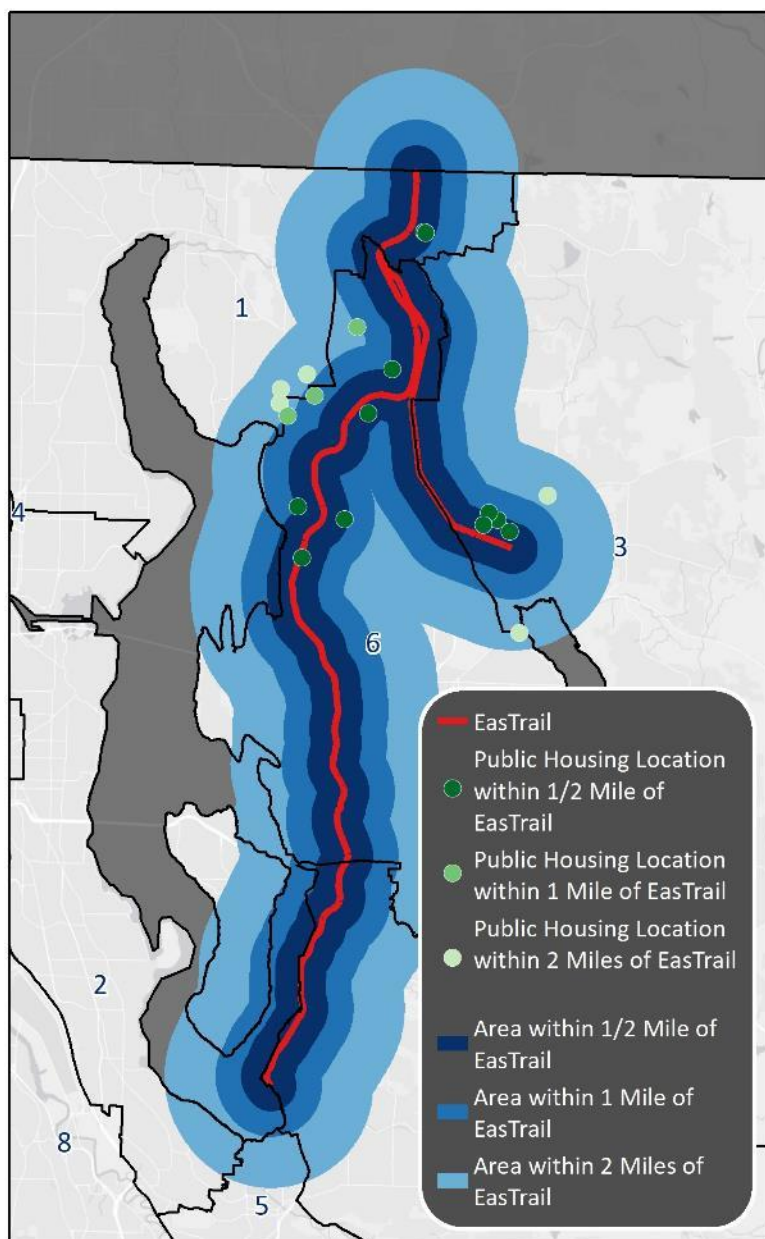 1
4
3
6
2
8
5
EasTrail
Public Housing Location
within 1/2 Mile of
EasTrail
Public Housing Location
within 1 Mile of EasTrail
Public Housing Location
within 2 Miles of EasTrail
Area within 1/2 Mile of
EasTrail
Area within 1 Mile of
EasTrail
Area within 2 Miles of
EasTrail